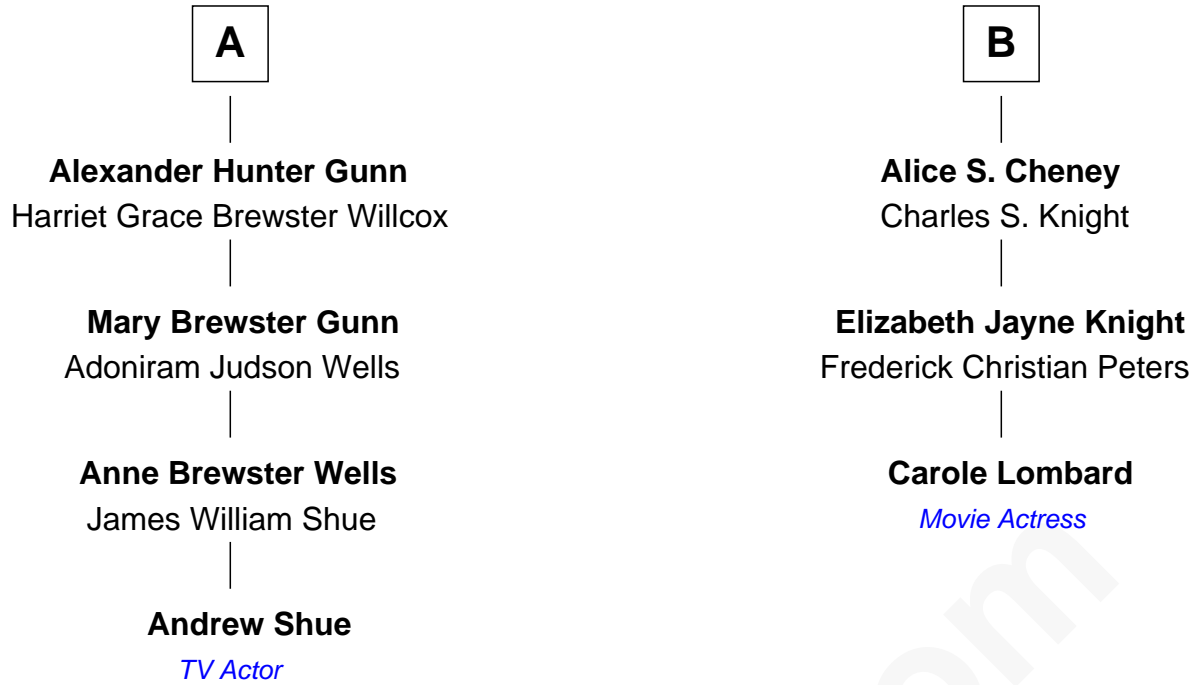 A
Alexander Hunter Gunn
Harriet Grace Brewster Willcox
Mary Brewster Gunn
Adoniram Judson Wells
Anne Brewster Wells
James William Shue
Andrew Shue
TV Actor
B
Alice S. Cheney
Charles S. Knight
Elizabeth Jayne Knight
Frederick Christian Peters
Carole Lombard
Movie Actress
om